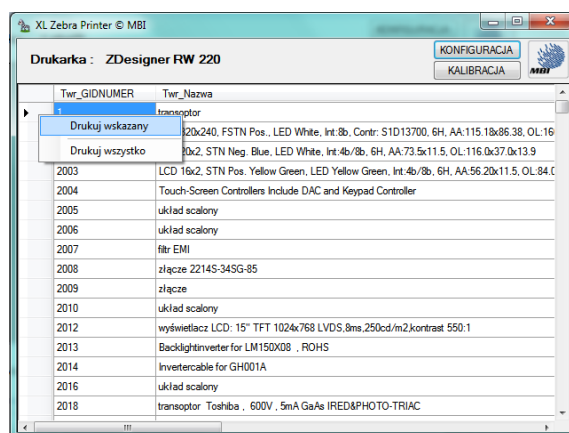 XL Zebra Printer © MBI
Drukarka : ZDesigner RW 220
KONFIGURACJA
KALIBRACJA
MBI
Twr_GIDNUMER Twr_Nazwa
1 transoptor
Drukuj wskazany
320x240, FSTN Pos., LED White, Int:8b, Contr: S1D13700, 6H, AA:115.18x86.38, OL:16
20x2, STN Neg. Blue, LED White, Int:4b/8b, 6H, AA:73.5x11.5, OL:116.0x37.0x13.9
Drukuj wszystko
2003 LCD 16x2, STN Pos. Yellow Green, LED Yellow Green, Int:4b/8b, 6H, AA:56.20x11.5, OL:84.0
2004 Touch-Screen Controllers Include DAC and Keypad Controller
2005 układ scalony
2006 układ scalony
2007 filtr EMI
2008 złącze 2214S-34SG-85
2009 złącze
2010 układ scalony
2012 wyświetlacz LCD: 15" TFT 1024x768 LVDS,8ms,250cd/m2,kontrast 550:1
2013 Backlightinverter for LM150X08 , ROHS
2014 Invertercable for GH001A
2016 układ scalony
2018 transoptor Toshiba , 600V , 5mA GaAs IRED&PHOTO-TRIAC